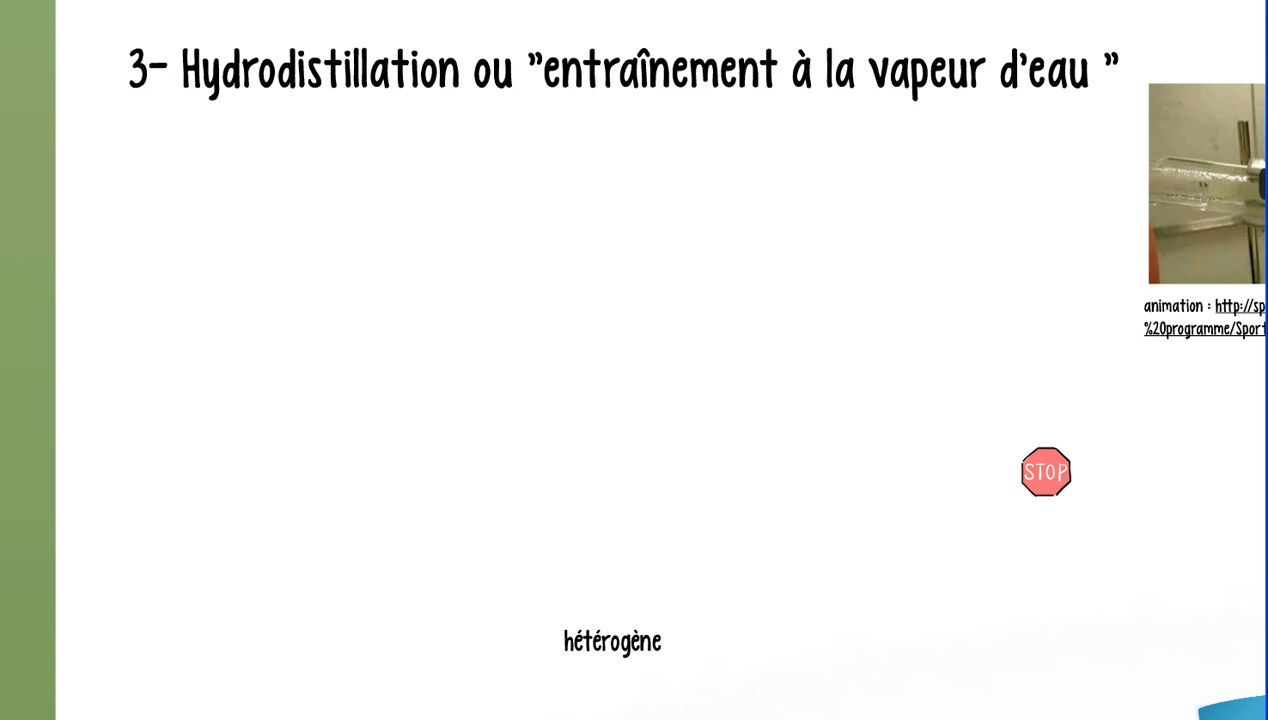 3- Hydrodistillation ou "entraînement à la vapeur d'eau "
animation : http://sp
%20programme/Sport
STOP
hétérogène